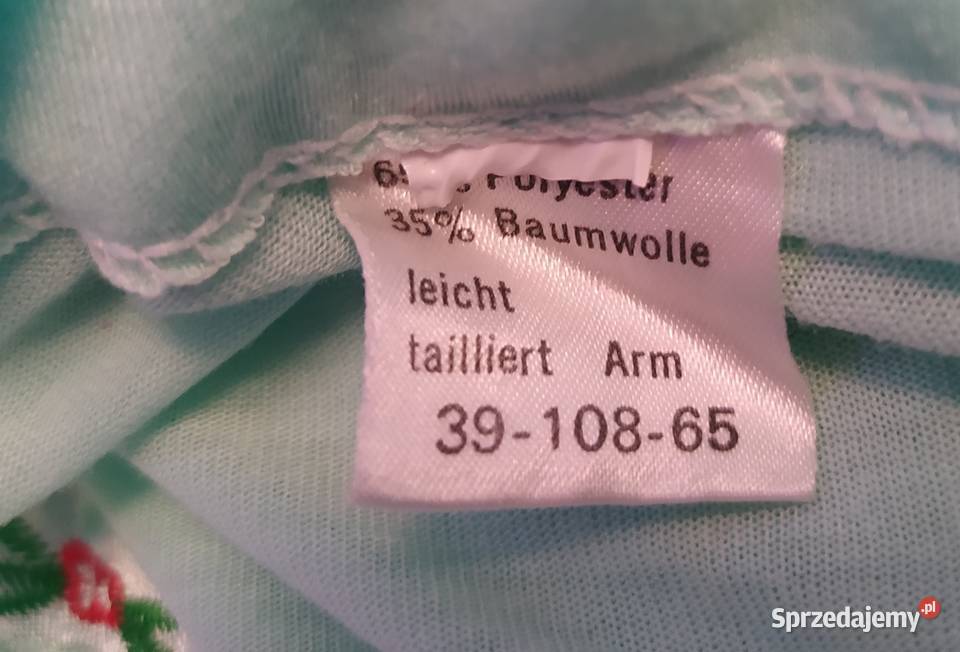 Polyester
35% Baumwolle
leicht
tailliert Arm
39-108-65
Sprzedajemy.pl